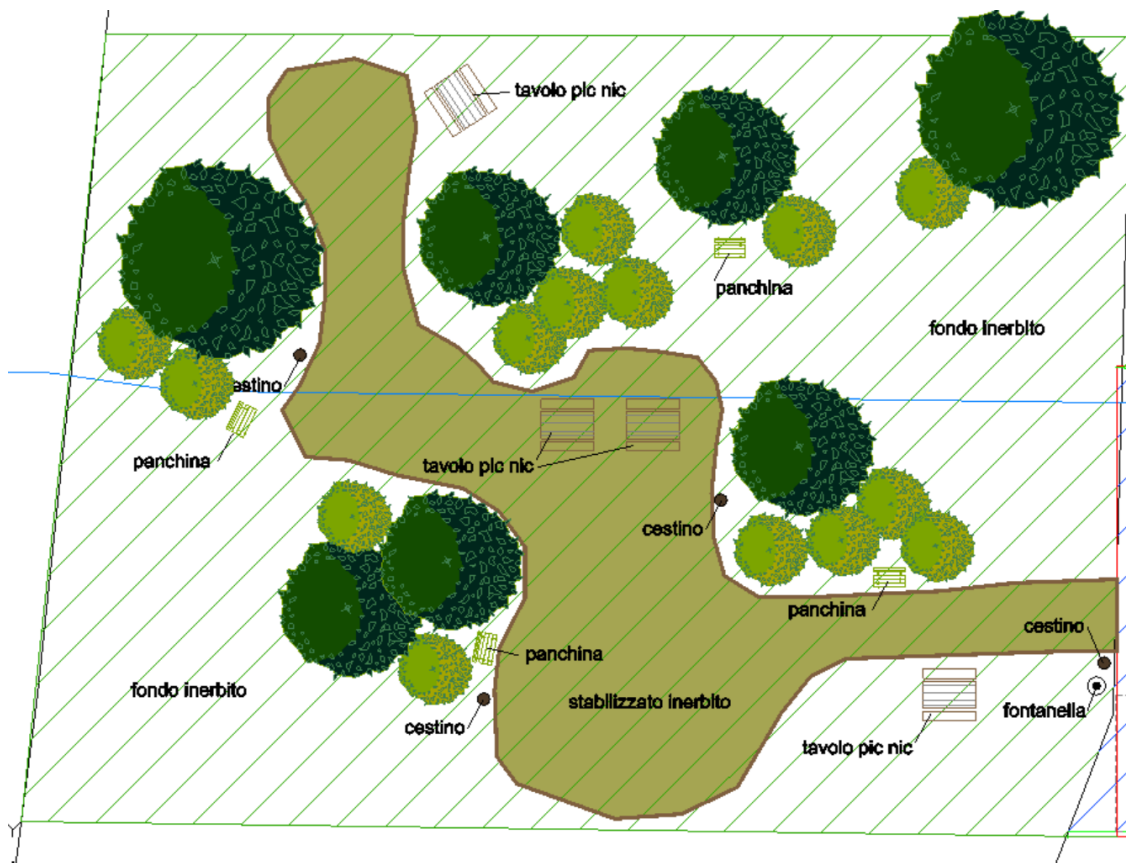 tavolo pic nic
panchina
fondo inerbito
estino
panchina
tavolo pic nic
cestino
panchina
cestino
panchina
fondo inerbito
stabilizzato inerbito
cestino
fontanella
tavolo pic nic
Y